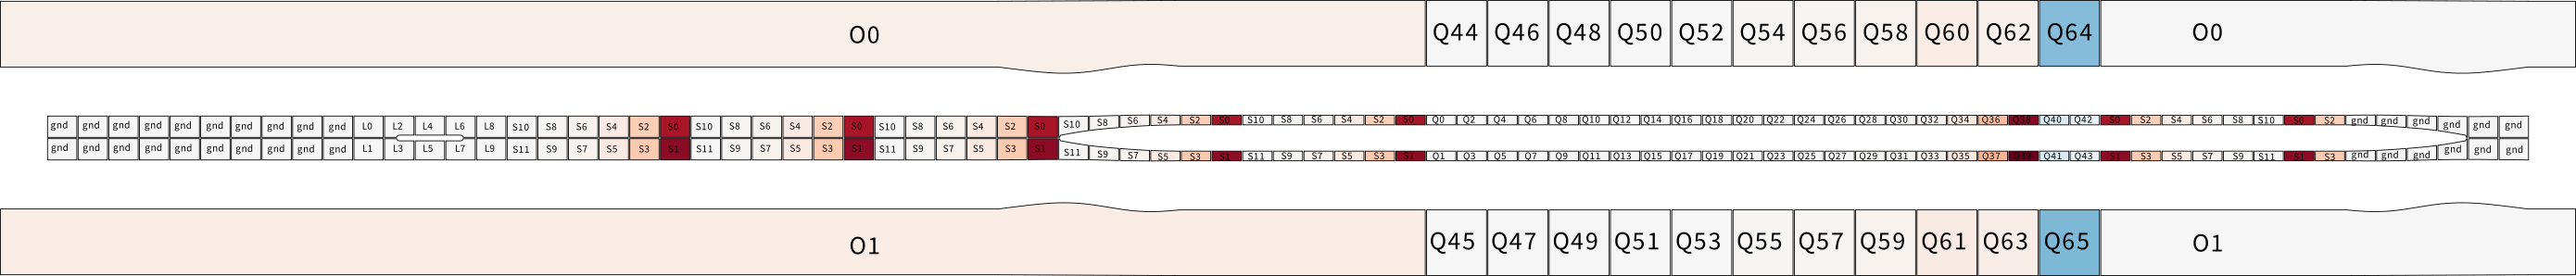 O0 Q44 Q46 Q48 Q50 Q52 Q54 Q56 Q58 Q60 Q62 Q64 O0
gnd gnd gnd gnd gnd gnd gnd gnd gnd gnd L0 L2 L4 L6 L8 S10 S8 S6 S4 S2 S0 S10 S8 S6 S4 S2 S0 S10 S8 S6 S4 S2 S0 S10 S8 S6 S4 S2 S0 S10 S8 S6 S4 S2 S0 Q0 Q2 Q4 Q6 Q8 Q10 Q12 Q14 Q16 Q18 Q20 Q22 Q24 Q26 Q28 Q30 Q32 Q34 Q36 Q38 Q40 Q42 S0 S2 S4 S6 S8 S10 S0 S2 gnd gnd gnd gnd gnd gnd
gnd gnd gnd gnd gnd gnd gnd gnd gnd gnd L1 L3 L5 L7 L9 S11 S9 S7 S5 S3 S1 S11 S9 S7 S5 S3 S1 S11 S9 S7 S5 S3 S1 S11 S9 S7 S5 S3 S1 S11 S9 S7 S5 S3 S1 Q1 Q3 Q5 Q7 Q9 Q11 Q13 Q15 Q17 Q19 Q21 Q23 Q25 Q27 Q29 Q31 Q33 Q35 Q37 Q39 Q41 Q43 S1 S3 S5 S7 S9 S11 S1 S3 gnd gnd gnd gnd gnd gnd
O1 Q45 Q47 Q49 Q51 Q53 Q55 Q57 Q59 Q61 Q63 Q65 O1